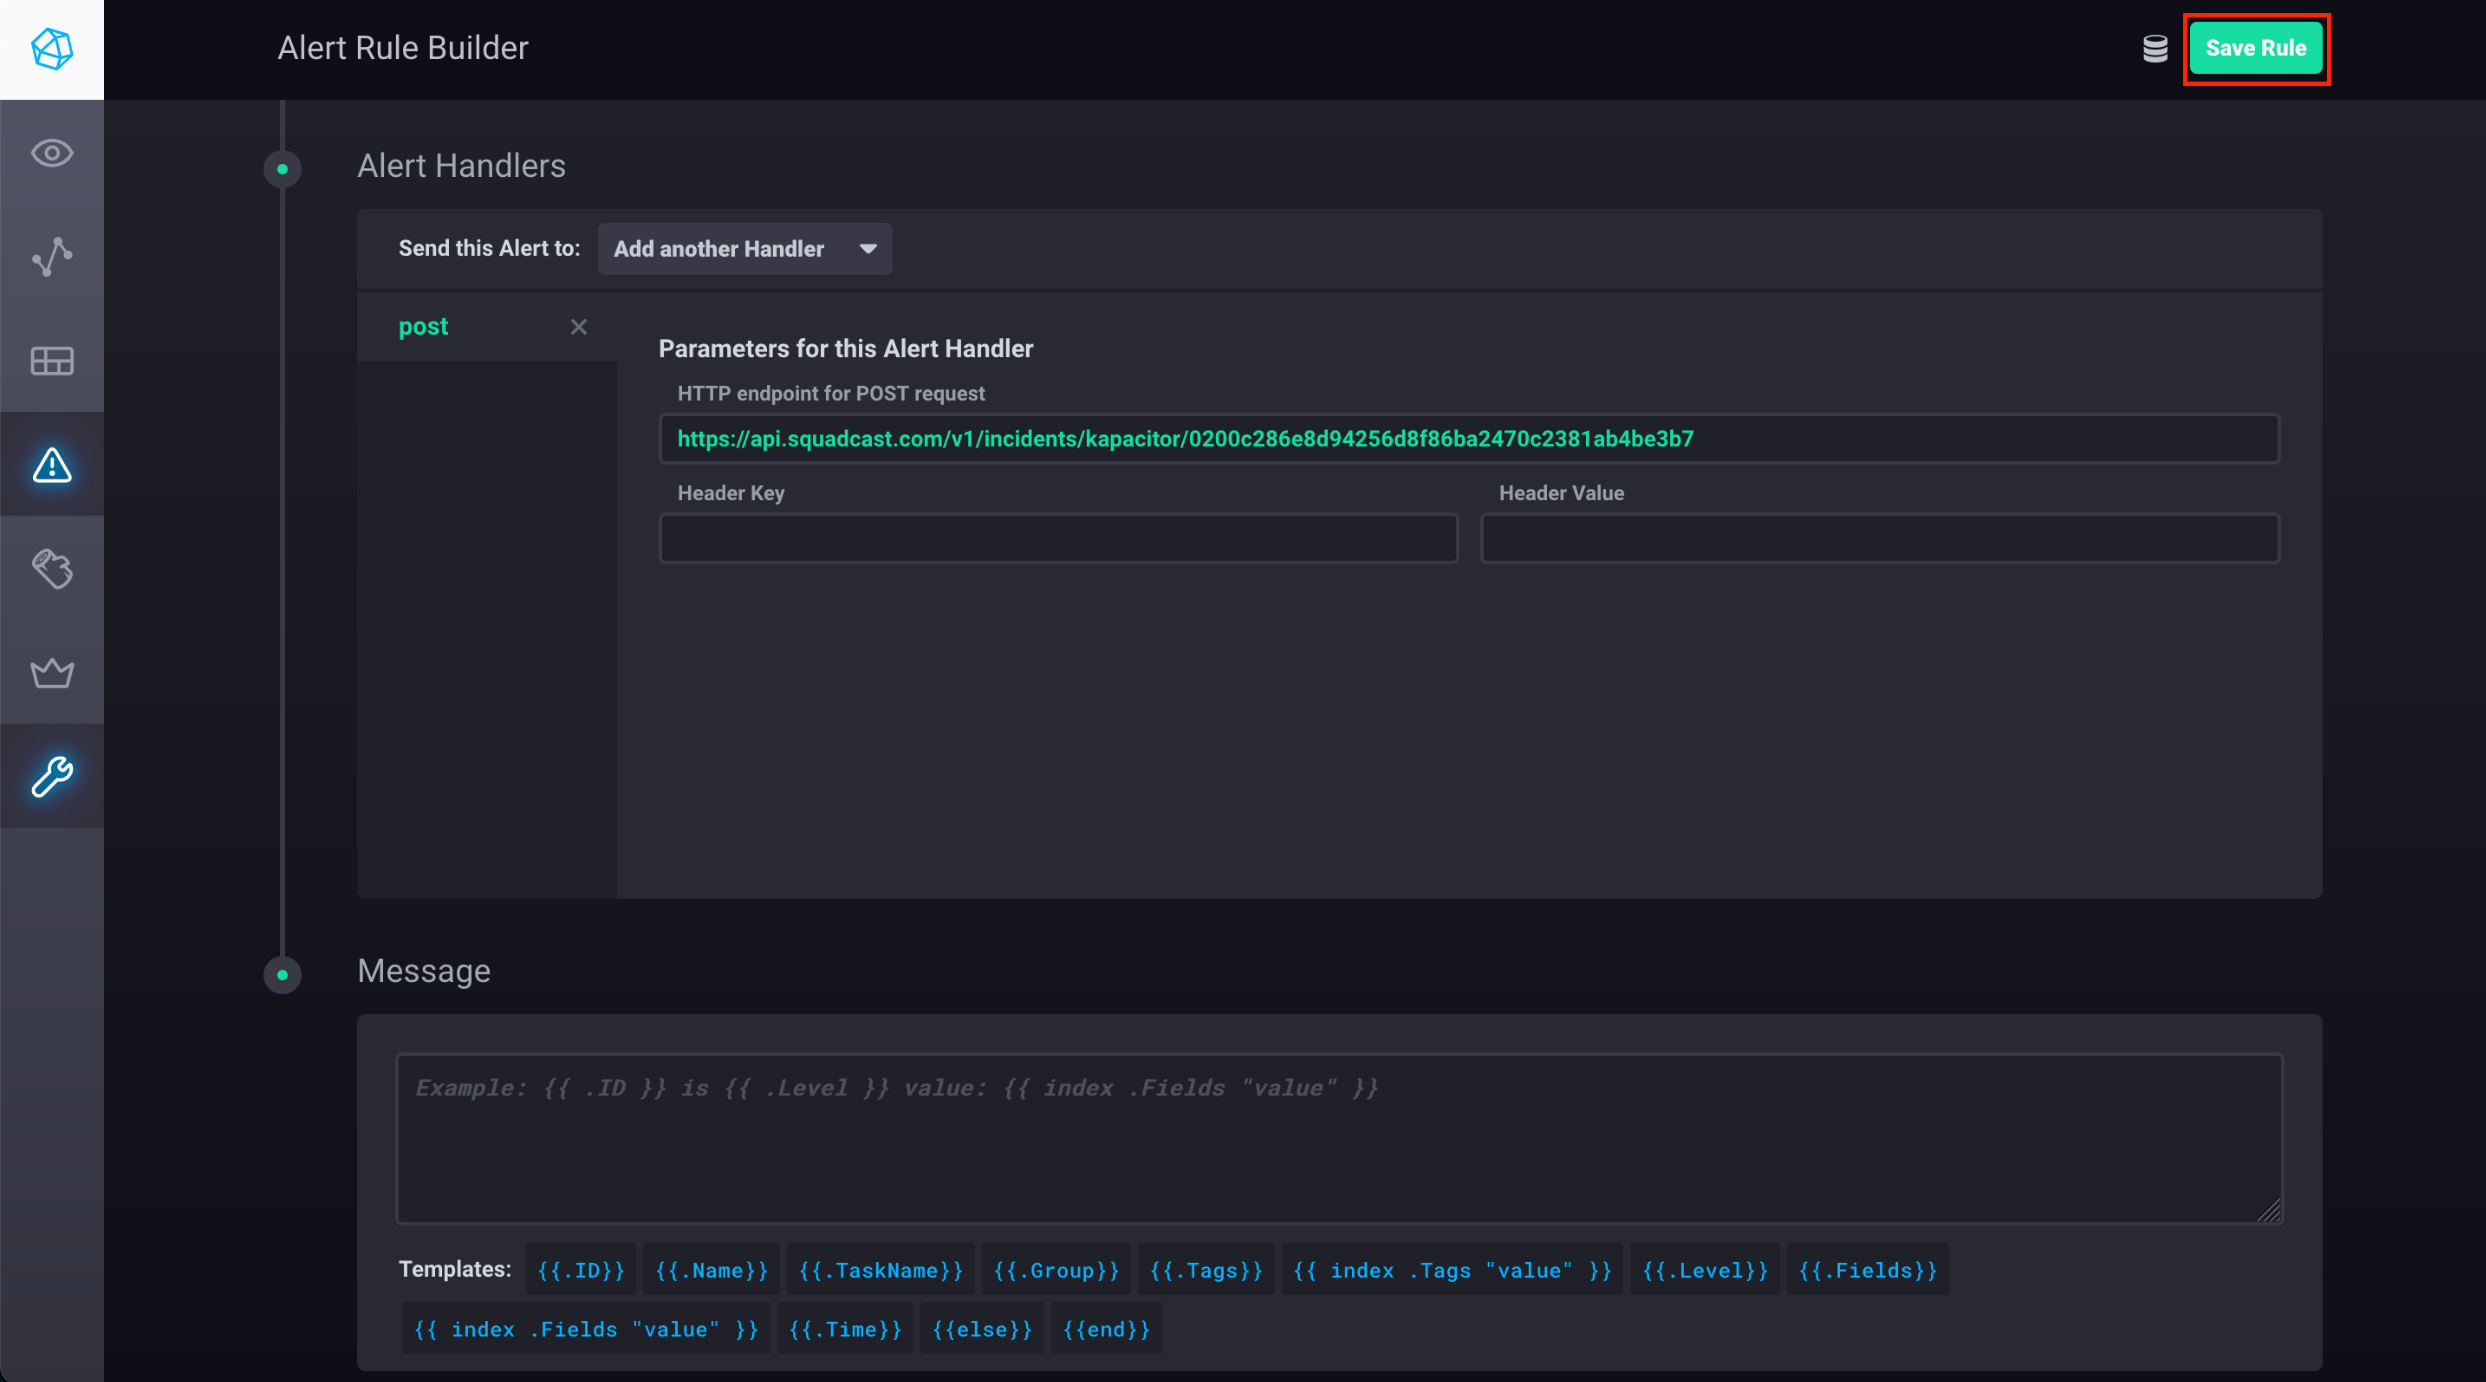 Alert Rule Builder
Save Rule
Alert Handlers
Send this Alert to: Add another Handler
post
Parameters for this Alert Handler
HTTP endpoint for POST request
https://api.squadcast.com/v1/incidents/kapacitor/0200c286e8d94256d8f86ba2470c2381ab4be3b7
Header Key Header Value
Message
Example: {{ .ID }} is {{ .Level }} value: {{ index .Fields "value" }}
Templates: {{.ID}} {{.Name}} {{.TaskName}} {{.Group}} {{.Tags}} {{ index .Tags "value" }} {{.Level}} {{.Fields}}
{{ index .Fields "value" }} {{.Time}} {{else}} {{end}}